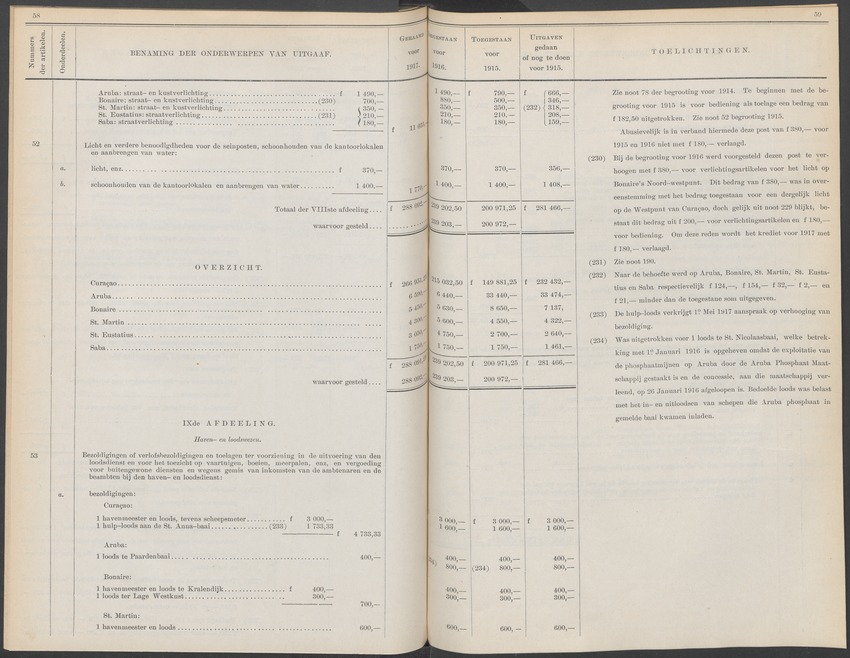 58
59
Nummers der artikelen.
Onderdeelen.
BENAMING DER ONDERWERPEN VAN UITGAAF.
voor 1917.
voor 1916.
TOEGESTAAN voor 1915.
UITGAVEN gedaan of nog te doen voor 1915.
TOELICHTINGEN.
Aruba: straat- en kustverlichting f 1 490,— 1 490,— f 790,— f 666,—
Bonaire: straat- en kustverlichting (230) 700,— 880,— 500,— 346,—
St. Martin: straat- en kustverlichting 350,— 350,— 350,— (232) 318,—
St. Eustatius: straatverlichting (231) 210,— 210,— 210,— 208,—
Saba: straatverlichting 180,— 180,— 180,— 159,—
52 Licht en verdere benoodigdheden voor de seinposten, schoonhouden van de kantoorlokalen
en aanbrengen van water:
a. licht, enz. f 370,— 370,— 370,— 356,—
b. schoonhouden van de kantoorlokalen en aanbrengen van water 1 400,— 1 400,— 1 400,— 1 408,—
Totaal der VIIIste afdeeling f 200 971,25 f 281 466,—
waarvoor gesteld 200 972,—
OVERZICHT.
Curaçao f 149 881,25 f 232 432,—
Aruba 6 440,— 33 440,— 33 474,—
Bonaire 5 630,— 8 650,— 7 137,
St. Martin 5 000,— 4 550,— 4 322,—
St. Eustatius 4 750,— 2 700,— 2 640,—
Saba 1 750,— 1 750,— 1 461,—
f f 200 971,25 f 281 466,—
waarvoor gesteld 200 972,—
IXde AFDEELING.
Haven- en loodswezen.
53 Bezoldigingen of verlofsbezoldigingen en toelagen ter voorziening in de uitvoering van den
loodsdienst en voor het toezicht op vaartuigen, boeien, meerpalen, enz, en vergoeding
voor buitengewone diensten en wegens gemis van inkomsten van de ambtenaren en de
beambten bij den haven- en loodsdienst:
a. bezoldigingen:
Curaçao:
1 havenmeester en loods, tevens scheepsmeter f 3 000,— 3 000,— f 3 000,— f 3 000,—
1 hulp-loods aan de St. Anna-baai (233) 1 733,33 1 600,— 1 600,— 1 600,—
f 4 733,33
Aruba:
1 loods te Paardenbaai 400,— 400,— 400,— 400,—
800,— (234) 800,— 800,—
Bonaire:
1 havenmeester en loods te Kralendijk f 400,— 400,— 400,— 400,—
1 loods ter Lage Westkust 300,— 300,— 300,— 300,—
700,—
St. Martin:
1 havenmeester en loods 600,— 600,— 600,— 600,—
Zie noot 78 der begrooting voor 1914. Te beginnen met de be-
grooting voor 1915 is voor bediening als toelage een bedrag van
f 182,50 uitgetrokken. Zie noot 52 begrooting 1915.
Abusievelijk is in verband hiermede deze post van f 380,— voor
1915 en 1916 niet met f 180,— verlaagd.
(230) Bij de begrooting voor 1916 werd voorgesteld dezen post te ver-
hoogen met f 380,— voor verlichtingsartikelen voor het licht op
Bonaire's Noord-westpunt. Dit bedrag van f 380,— was in over-
eenstemming met het bedrag toegestaan voor een dergelijk licht
op de Westpunt van Curaçao, doch gelijk uit noot 229 blijkt, be-
staat dit bedrag uit f 200,— voor verlichtingsartikelen en f 180,—
voor bediening. Om deze reden wordt het krediet voor 1917 met
f 180,— verlaagd.
(231) Zie noot 190.
(232) Naar de behoefte werd op Aruba, Bonaire, St. Martin, St. Eusta-
tius en Saba respectievelijk f 124,—, f 154,— f 32,— f 2,— en
f 21,— minder dan de toegestane som uitgegeven.
(233) De hulp-loods verkrijgt 1º Mei 1917 aanspraak op verhooging van
bezoldiging.
(234) Was uitgetrokken voor 1 loods te St. Nicolaasbaai, welke betrek-
king met 1º Januari 1916 is opgeheven omdat de exploitatie van
de phosphaatmijnen op Aruba door de Aruba Phosphaat Maat-
schappij gestaakt is en de concessie, aan die maatschappij ver-
leend, op 26 Januari 1916 afgeloopen is. Bedoelde loods was belast
met het in- en uitloodsen van schepen die Aruba phosphaat in
gemelde baai kwamen inladen.